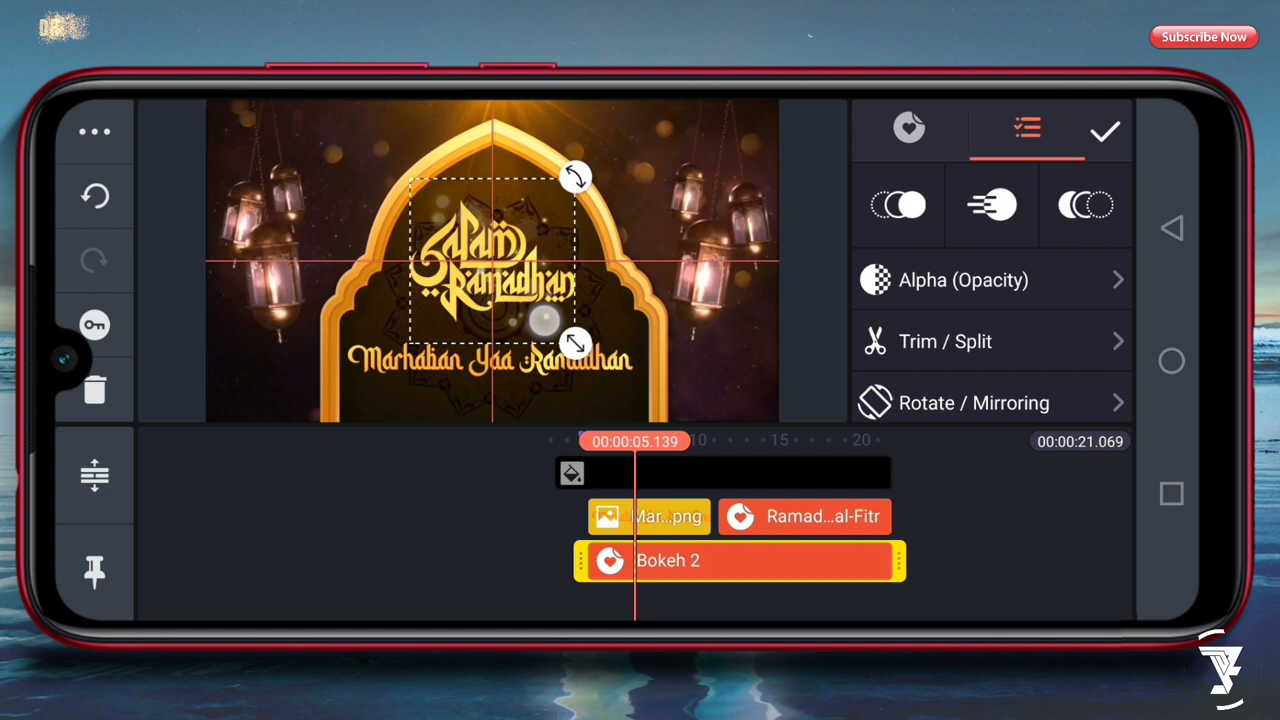 Subscribe Now
Salam
Ramadhan
Marhaban Yaa Ramadhan
Alpha (Opacity)
Trim / Split
Rotate / Mirroring
00:00:05.139
10
15
20
00:00:21.069
Mar...png
Ramad...al-Fitr
Bokeh 2